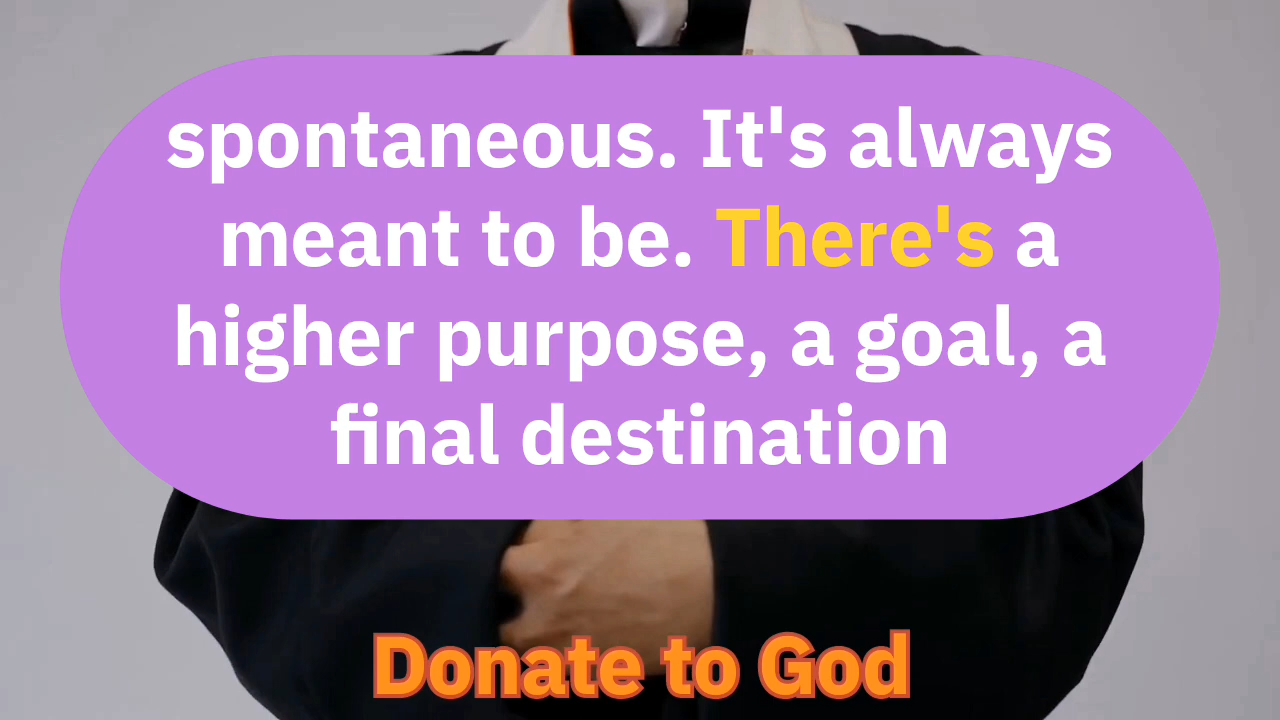 spontaneous. It's always
meant to be. There's a
higher purpose, a goal, a
final destination
Donate to God